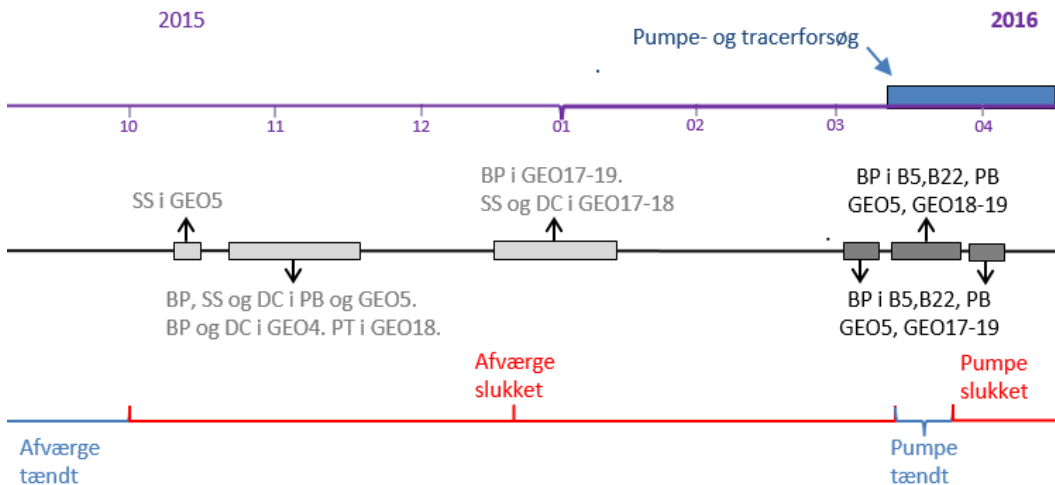 2015
2016
Pumpe- og tracerforsøg
10
11
12
01
02
03
04
SS i GEO5
BP i GEO17-19.
SS og DC i GEO17-18
BP i B5,B22, PB
GEO5, GEO18-19
BP, SS og DC i PB og GEO5.
BP og DC i GEO4. PT i GEO18.
BP i B5,B22, PB
GEO5, GEO17-19
Afværge
slukket
Pumpe
slukket
Afværge
tændt
Pumpe
tændt